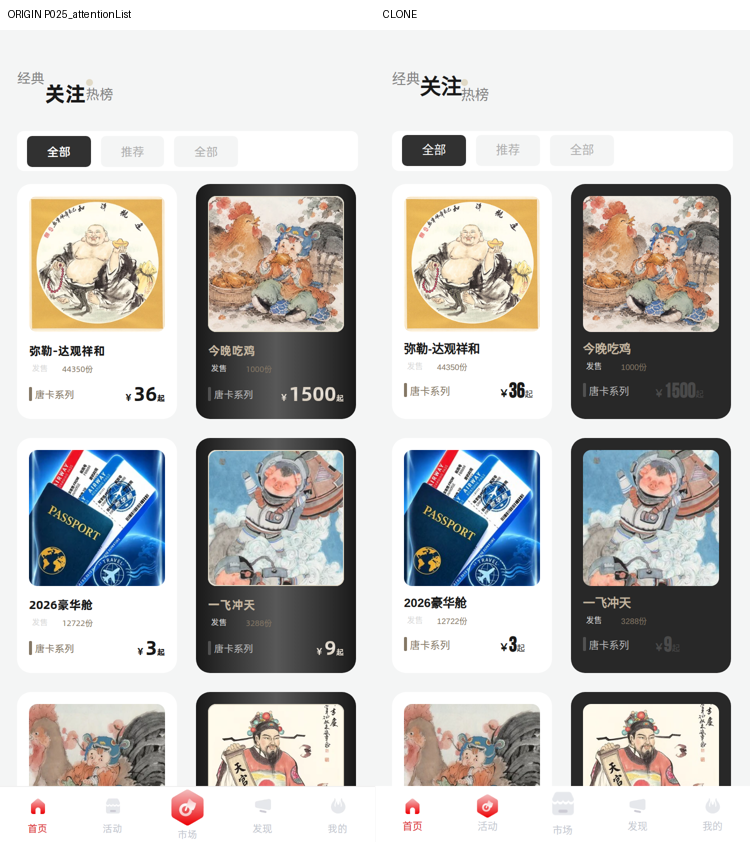 ORIGIN P025_attentionList
CLONE
经典
关注
热榜
全部
推荐
全部
弥勒-达观祥和
发售 44350份
唐卡系列 ¥36起
今晚吃鸡
发售 1000份
唐卡系列 ¥1500起
AIRWAY
AIRWAY
PASSPORT
2026豪华舱
发售 12722份
唐卡系列 ¥3起
一飞冲天
发售 3288份
唐卡系列 ¥9起
天官
首页
活动
市场
发现
我的
经典
关注
热榜
全部
推荐
全部
弥勒-达观祥和
发售 44350份
唐卡系列 ¥36起
今晚吃鸡
发售 1000份
唐卡系列 ¥1500起
AIRWAY
AIRWAY
PASSPORT
2026豪华舱
发售 12722份
唐卡系列 ¥3起
一飞冲天
发售 3288份
唐卡系列 ¥9起
天官
首页
活动
市场
发现
我的